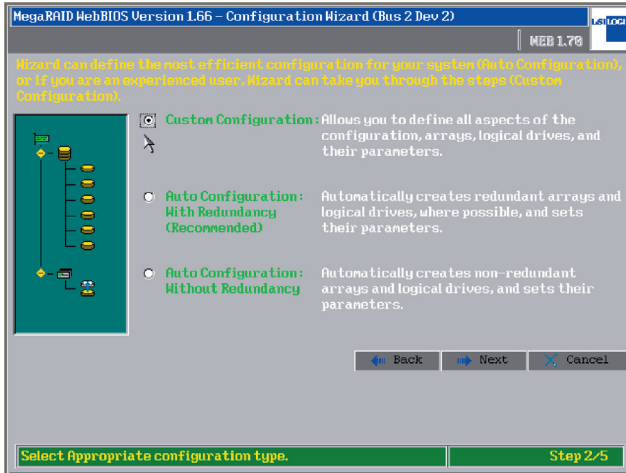 MegaRAID WebBIOS Version 1.66 - Configuration Wizard (Bus 2 Dev 2)
LSI LOGI
WEB 1.70
Wizard can define the most efficient configuration for your system (Auto Configuration),
or if you are an experienced user, Wizard can take you through the steps (Custom
Configuration).
Custom Configuration: Allows you to define all aspects of the
configuration, arrays, logical drives, and
their parameters.
Auto Configuration: Automatically creates redundant arrays and
With Redundancy logical drives, where possible, and sets
(Recommended) their parameters.
Auto Configuration: Automatically creates non-redundant
Without Redundancy arrays and logical drives, and sets their
parameters.
Back Next Cancel
Select Appropriate configuration type. Step 2/5